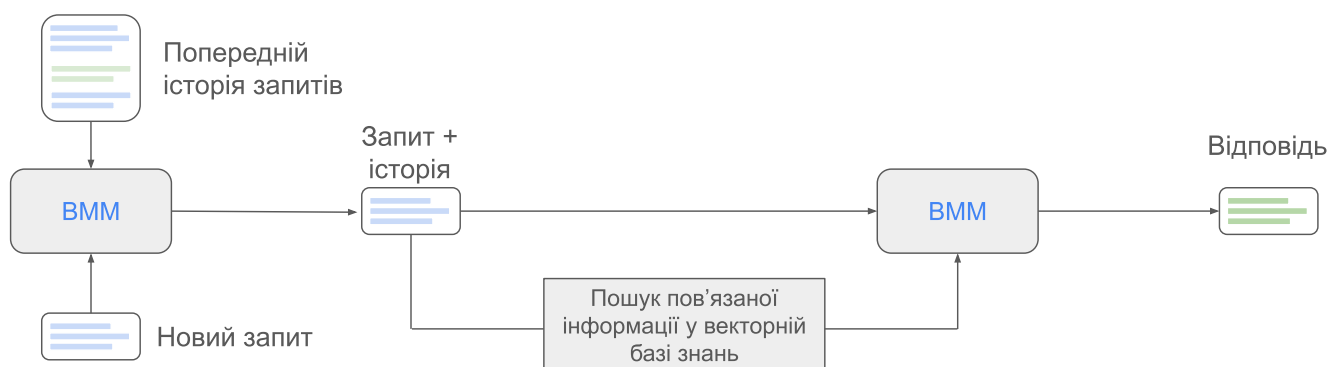 Попередній
історія запитів
Запит +
історія
Відповідь
ВММ
ВММ
Пошук пов’язаної
інформації у векторній
базі знань
Новий запит